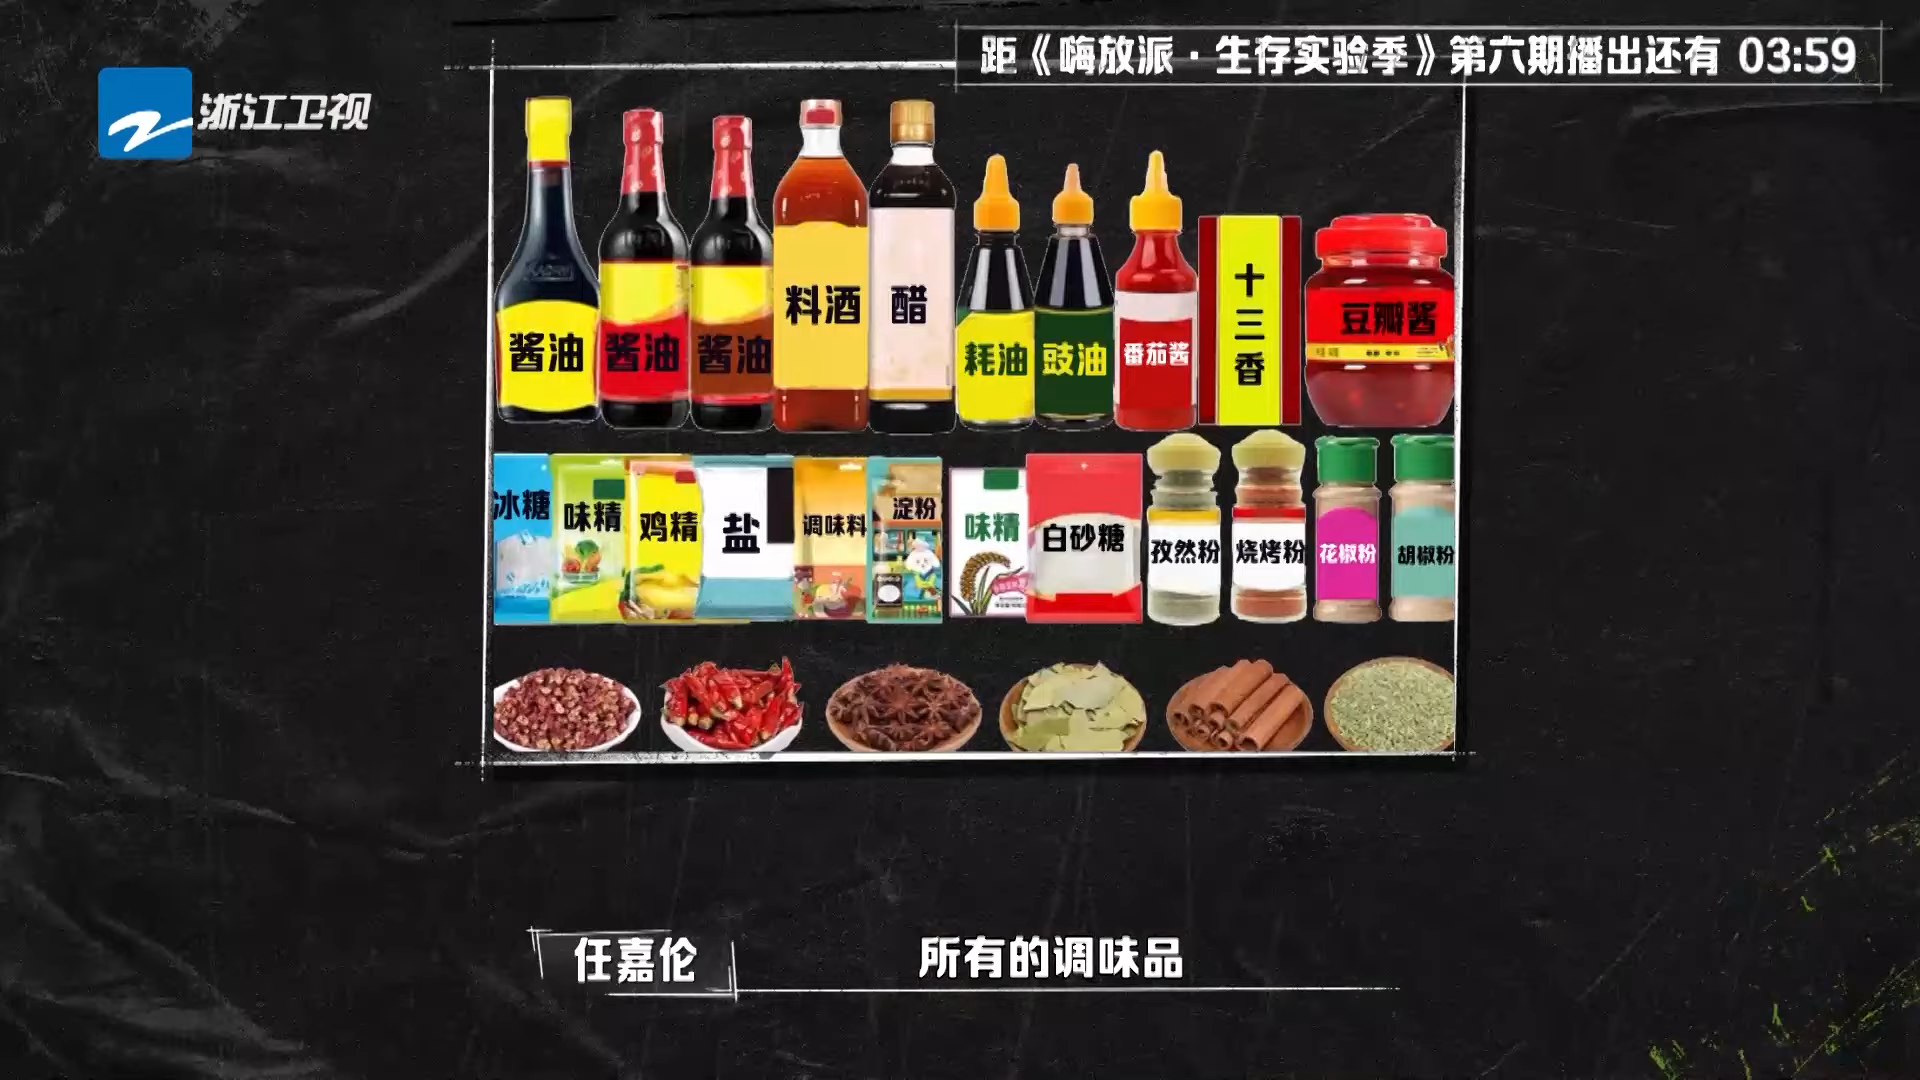 距《嗨放派·生存实验季》第六期播出还有 03:59
浙江卫视
酱油
酱油
酱油
料酒
醋
耗油
豉油
番茄酱
十三香
豆瓣酱
冰糖
味精
鸡精
盐
调味料
淀粉
味精
白砂糖
孜然粉
烧烤粉
花椒粉
胡椒粉
任嘉伦
所有的调味品